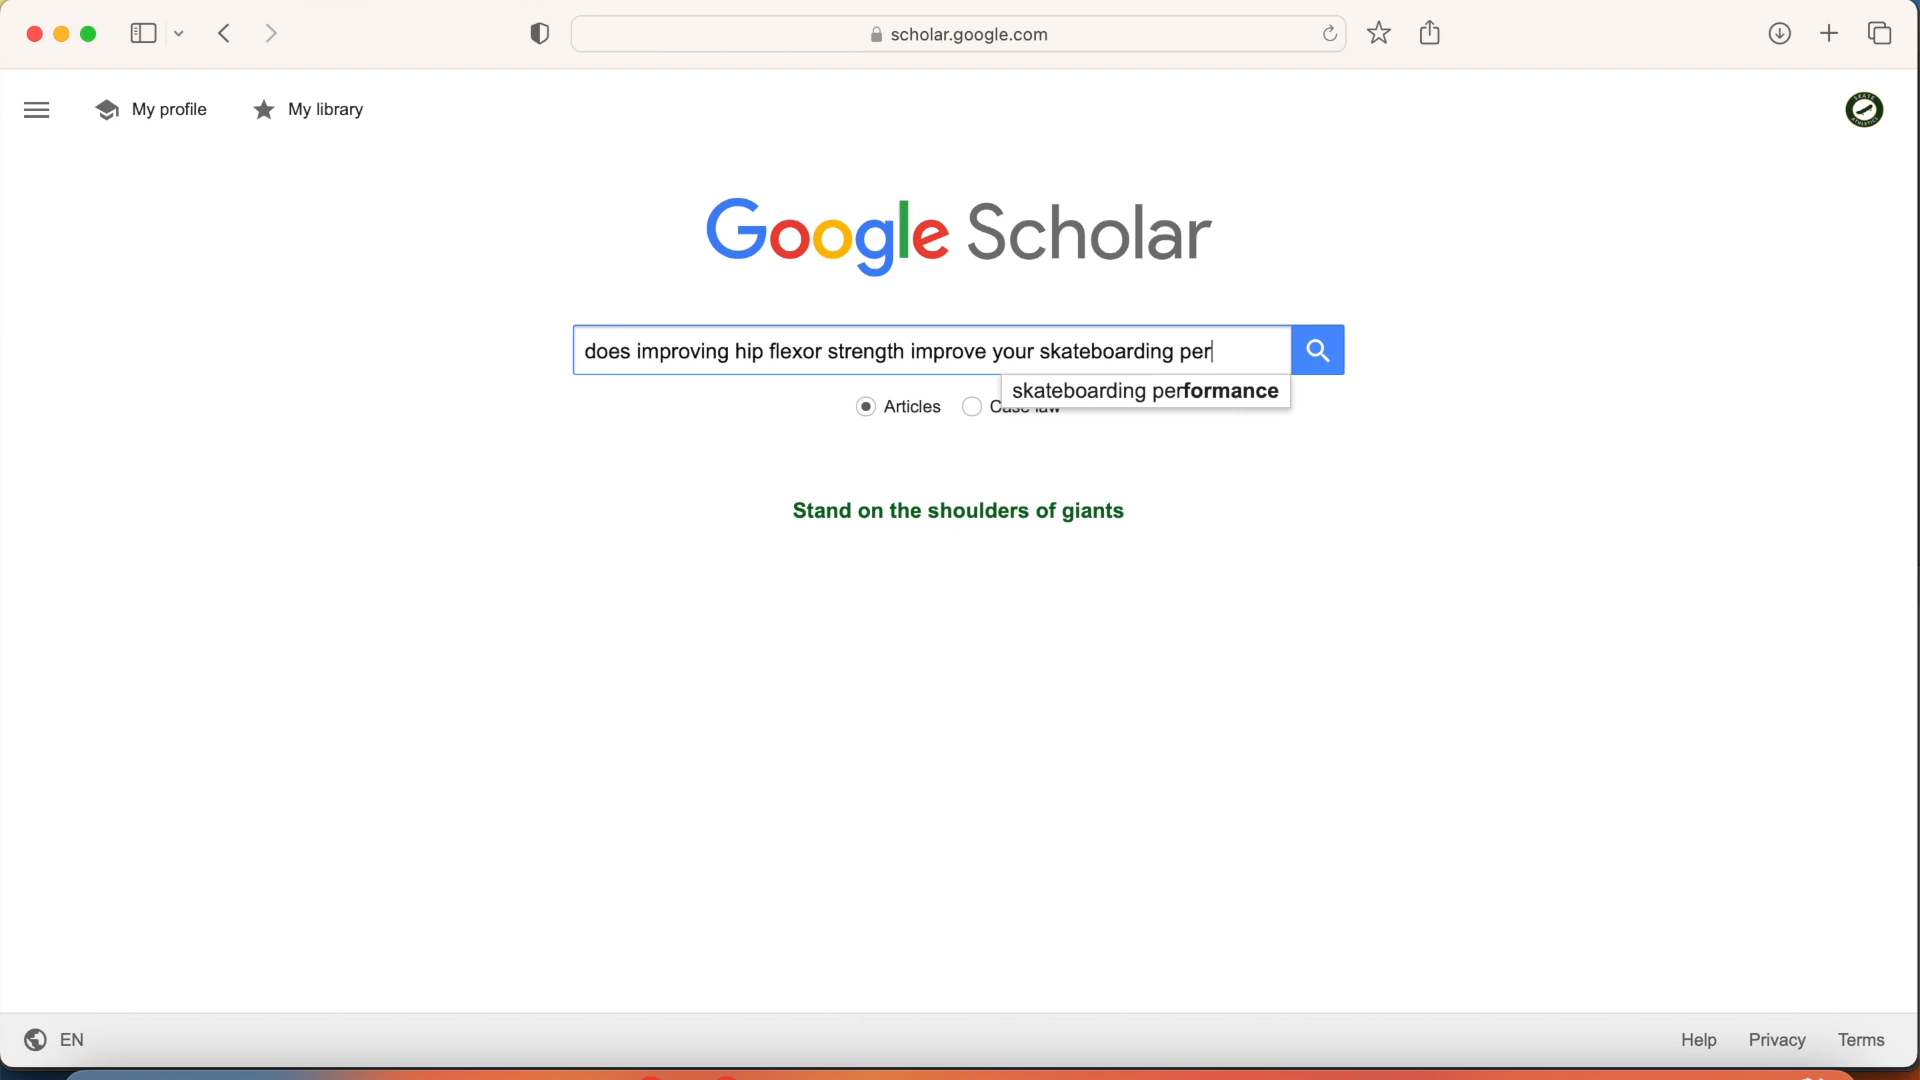 scholar.google.com
My profile
My library
Google Scholar
does improving hip flexor strength improve your skateboarding per
skateboarding performance
Articles
Stand on the shoulders of giants
EN
Help
Privacy
Terms